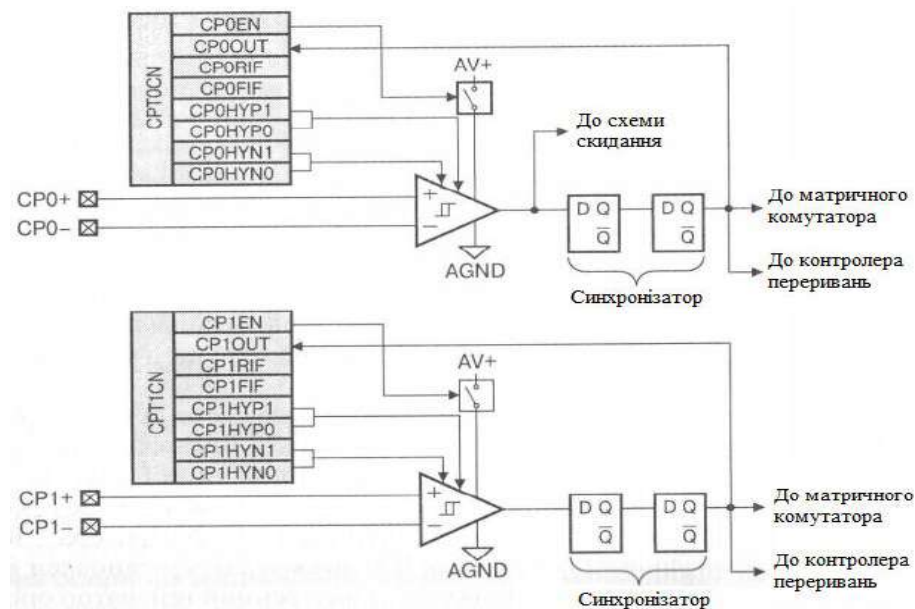 CPT0CN
CP0EN
CP0OUT
CP0RIF
CP0FIF
CP0HYP1
CP0HYP0
CP0HYN1
CP0HYN0
AV+
До схеми
скидання
CP0+
CP0–
+
–
AGND
D Q
Q
D Q
Q
Синхронізатор
До матричного
комутатора
До контролера
переривань
CPT1CN
CP1EN
CP1OUT
CP1RIF
CP1FIF
CP1HYP1
CP1HYP0
CP1HYN1
CP1HYN0
AV+
CP1+
CP1–
+
–
AGND
D Q
Q
D Q
Q
Синхронізатор
До матричного
комутатора
До контролера
переривань